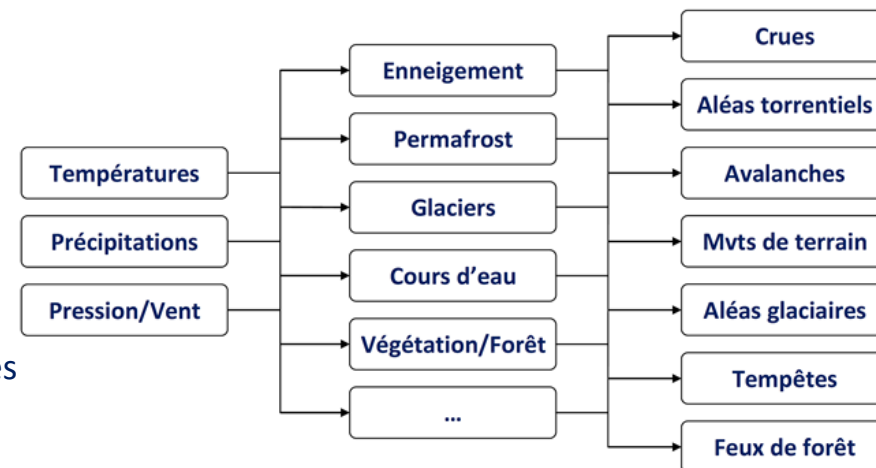 Températures
Précipitations
Pression/Vent
es
Enneigement
Permafrost
Glaciers
Cours d’eau
Végétation/Forêt
…
Crues
Aléas torrentiels
Avalanches
Mvts de terrain
Aléas glaciaires
Tempêtes
Feux de forêt